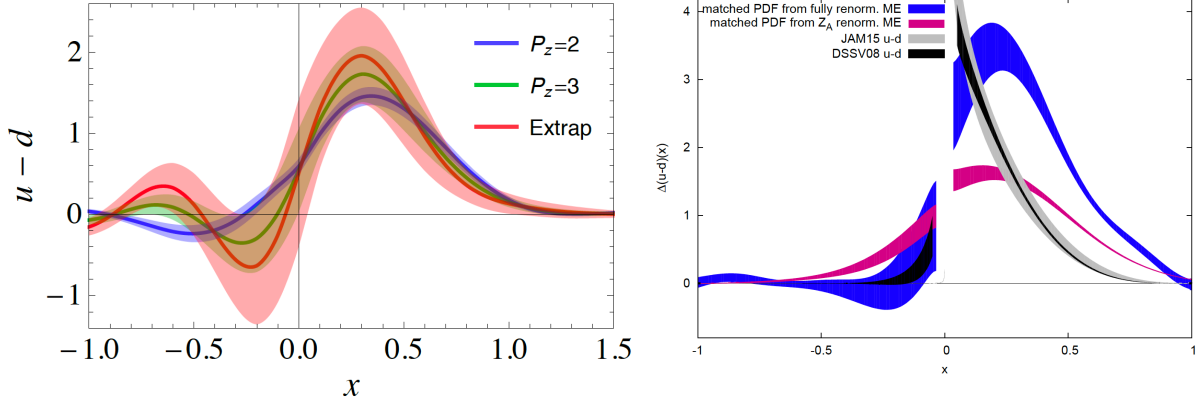 2
1
0
−1
u − d
P_z=2
P_z=3
Extrap
−1.0 −0.5 0.0 0.5 1.0 1.5
x
matched PDF from fully renorm. ME
matched PDF from Z_A renorm. ME
JAM15 u-d
DSSV08 u-d
4
3
2
1
0
Δ(u-d)(x)
-1 -0.5 0 0.5 1
x